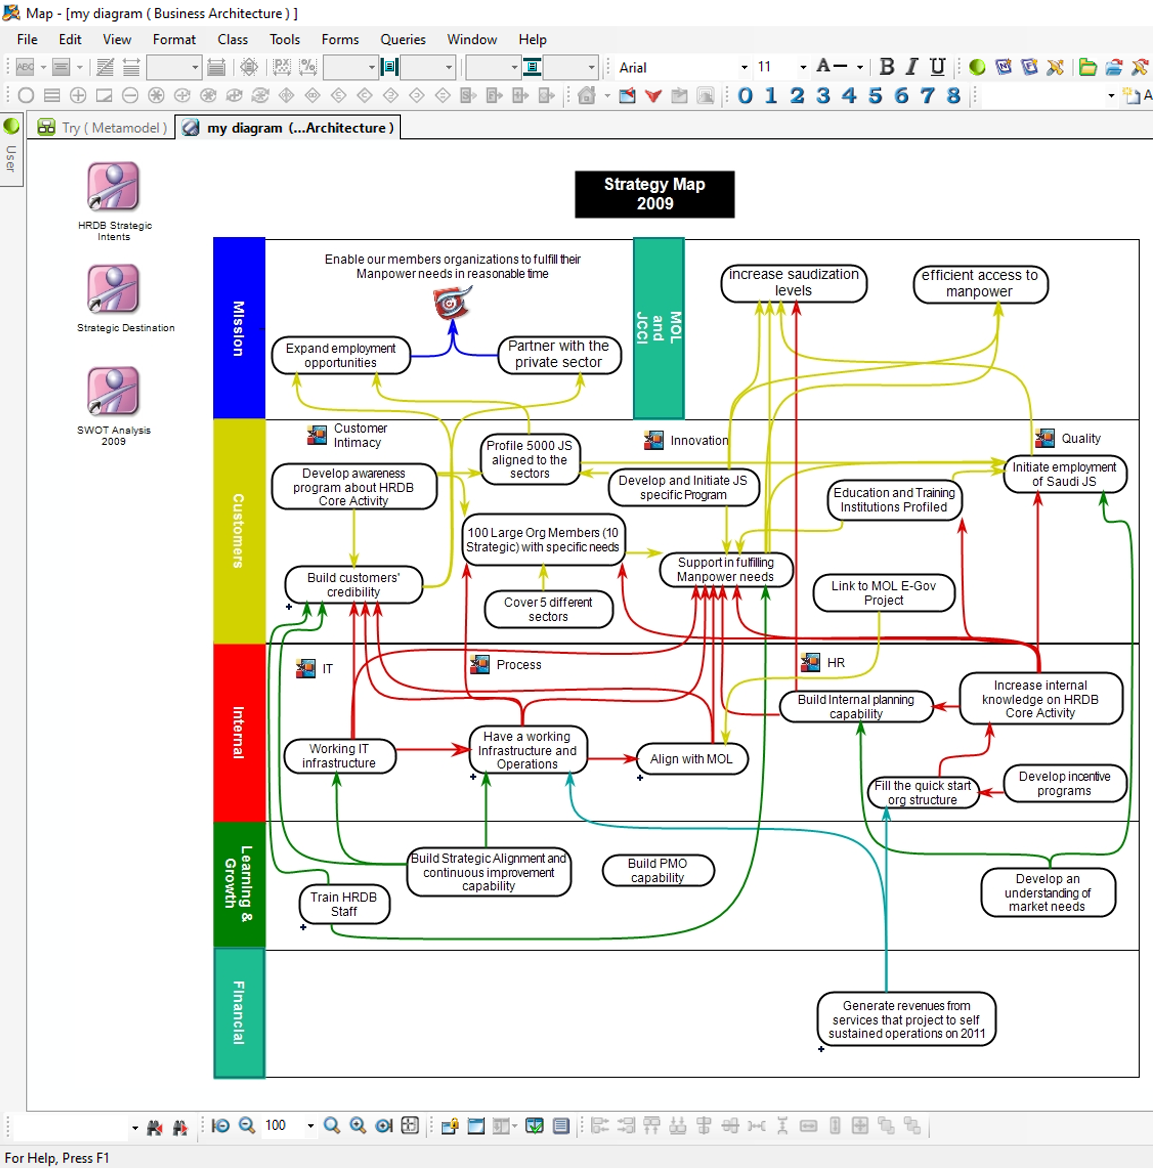 Map - [my diagram ( Business Architecture ) ]
File Edit View Format Class Tools Forms Queries Window Help
ABC
Arial 11 A B I U
0 1 2 3 4 5 6 7 8
A
Try ( Metamodel )
my diagram (...Architecture )
User
HRDB Strategic
Intents
Strategic Destination
SWOT Analysis
2009
Strategy Map
2009
Mission
Enable our members organizations to fulfill their
Manpower needs in reasonable time
Expand employment
opportunities
Partner with the
private sector
MOL
and
JCCI
increase saudization
levels
efficient access to
manpower
Customers
Customer
Intimacy
Innovation
Quality
Develop awareness
program about HRDB
Core Activity
Profile 5000 JS
aligned to the
sectors
Develop and Initiate JS
specific Program
Education and Training
Institutions Profiled
Initiate employment
of Saudi JS
100 Large Org Members (10
Strategic) with specific needs
Support in fulfilling
Manpower needs
Build customers'
credibility
Cover 5 different
sectors
Link to MOL E-Gov
Project
Internal
IT
Process
HR
Working IT
infrastructure
Have a working
Infrastructure and
Operations
Align with MOL
Build Internal planning
capability
Increase internal
knowledge on HRDB
Core Activity
Fill the quick start
org structure
Develop incentive
programs
Learning &
Growth
Build Strategic Alignment and
continuous improvement
capability
Build PMO
capability
Train HRDB
Staff
Develop an
understanding of
market needs
Financial
Generate revenues from
services that project to self
sustained operations on 2011
100
For Help, Press F1